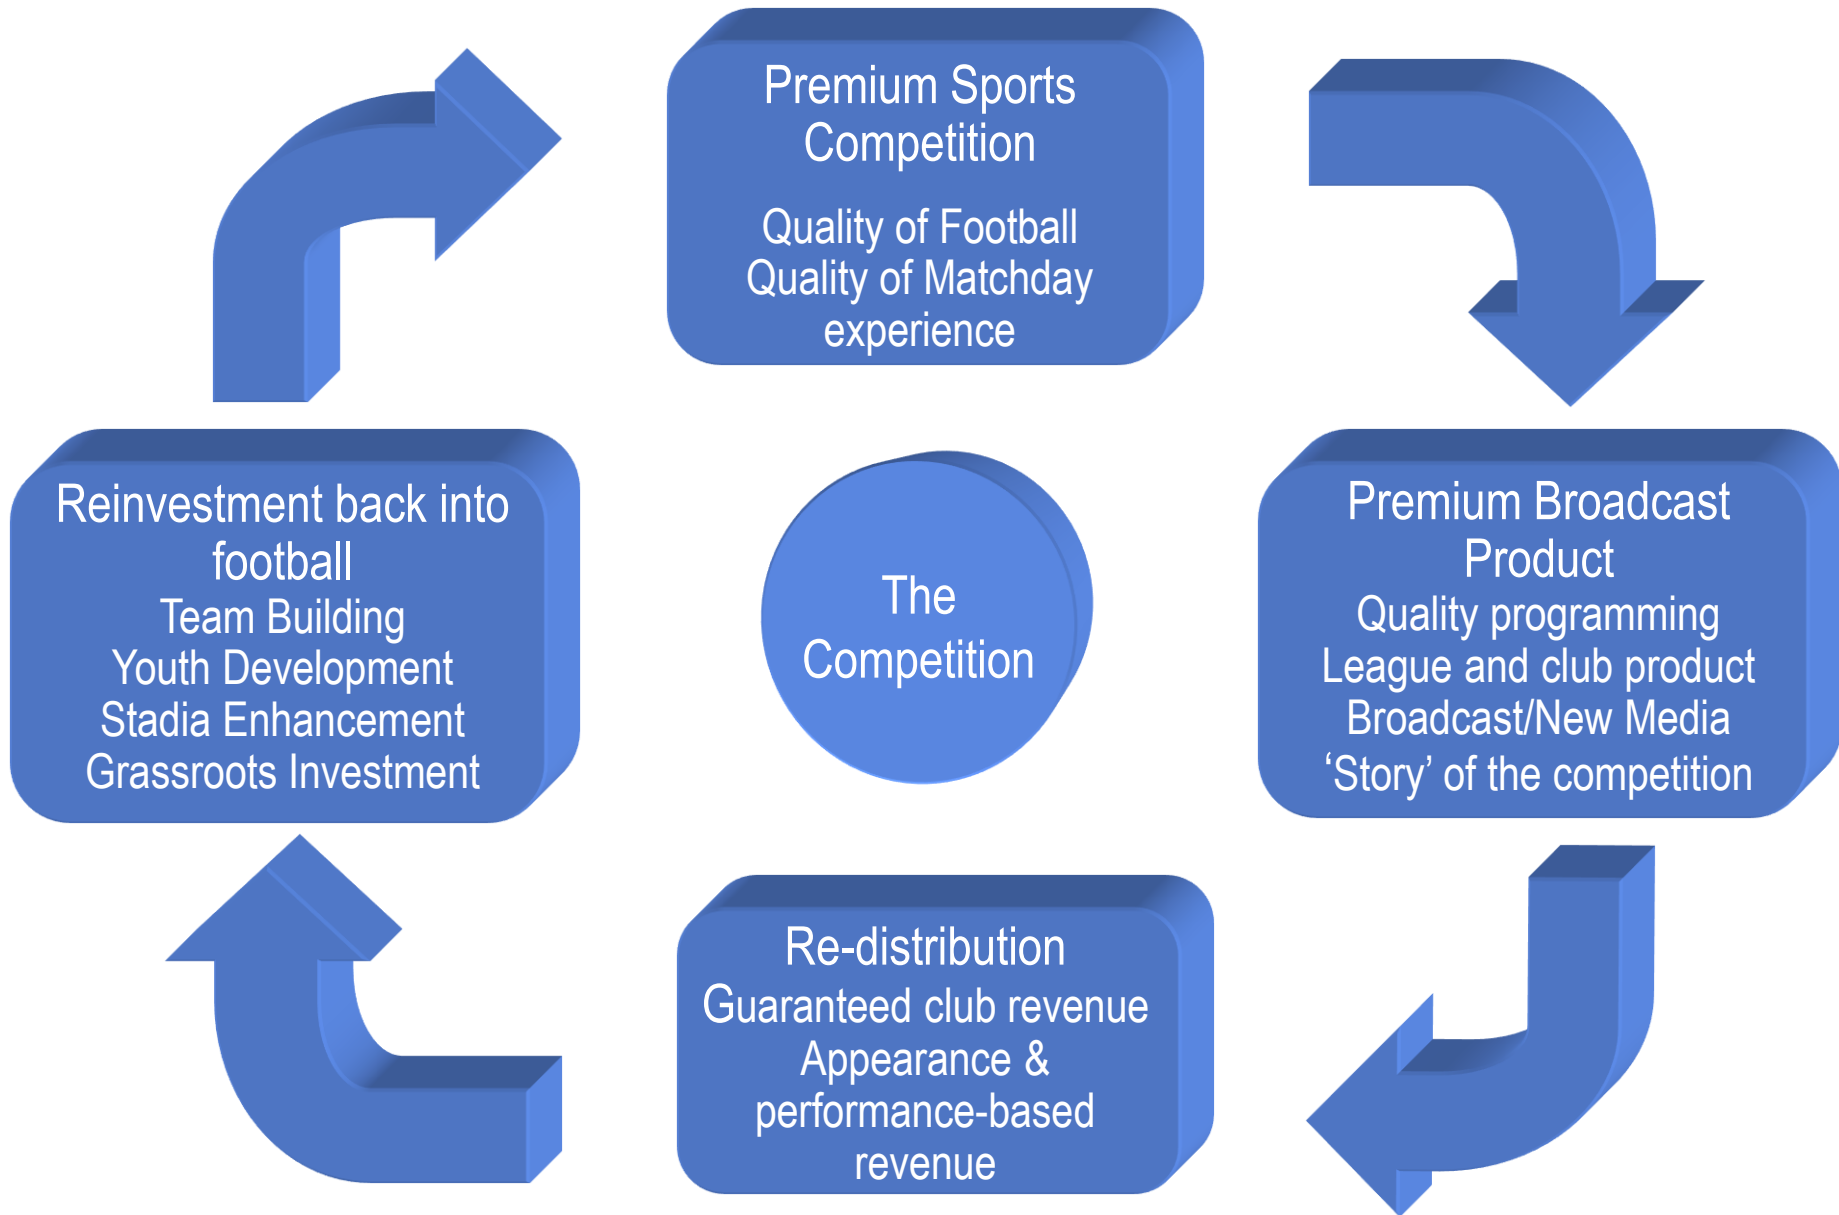 Premium Sports
Competition
Quality of Football
Quality of Matchday
experience
Reinvestment back into
football
Team Building
Youth Development
Stadia Enhancement
Grassroots Investment
The
Competition
Premium Broadcast
Product
Quality programming
League and club product
Broadcast/New Media
‘Story’ of the competition
Re-distribution
Guaranteed club revenue
Appearance &
performance-based
revenue